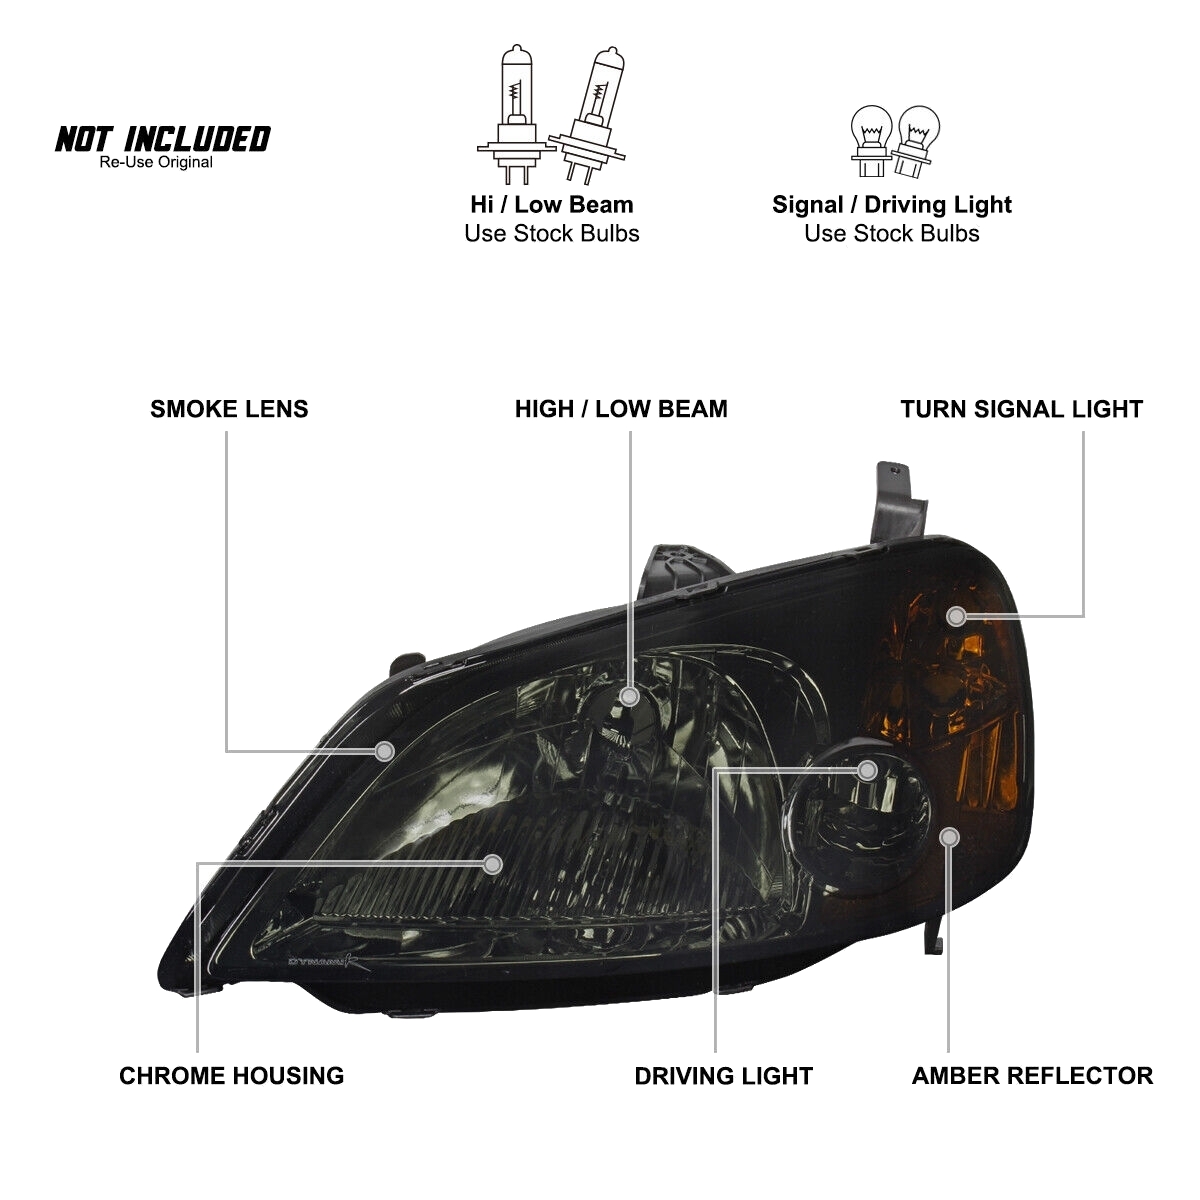 NOT INCLUDED
Re-Use Original
Hi / Low Beam
Use Stock Bulbs
Signal / Driving Light
Use Stock Bulbs
SMOKE LENS
HIGH / LOW BEAM
TURN SIGNAL LIGHT
DYNAMIK
CHROME HOUSING
DRIVING LIGHT
AMBER REFLECTOR